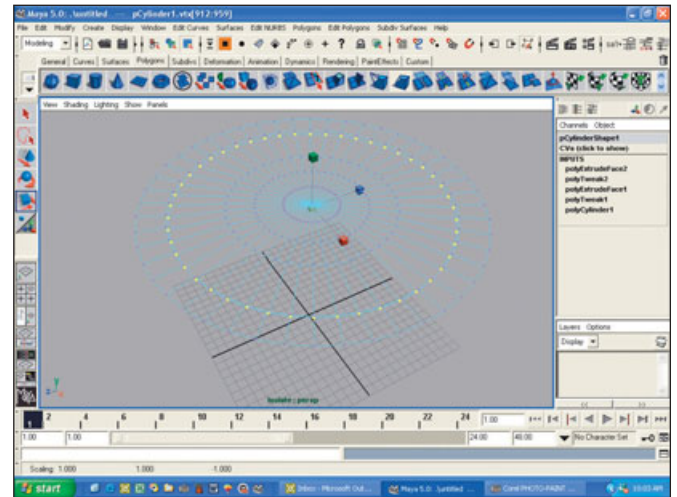 Maya 5.0: .\untitled --- pCylinder1.vtx[912:959]
File Edit Modify Create Display Window Edit Curves Surfaces Edit NURBS Polygons Edit Polygons Subdiv Surfaces Help
Modeling
General Curves Surfaces Polygons Subdivs Deformation Animation Dynamics Rendering PaintEffects Custom
View Shading Lighting Show Panels
Channels Object
pCylinderShape1
CVs (click to show)
INPUTS
polyExtrudeFace2
polyTweak2
polyExtrudeFace1
polyTweak1
polyCylinder1
Layers Options
Display
y
z
isolate : persp
2 4 6 8 10 12 14 16 18 20 22 24
1
1.00
1.00 1.00 24.00 48.00 No Character Set
Scaling: 1.000 1.000 -1.000
start
Inbox - Microsoft Out...
Maya 5.0: .\untitled ...
Corel PHOTO-PAINT ...
10:03 AM